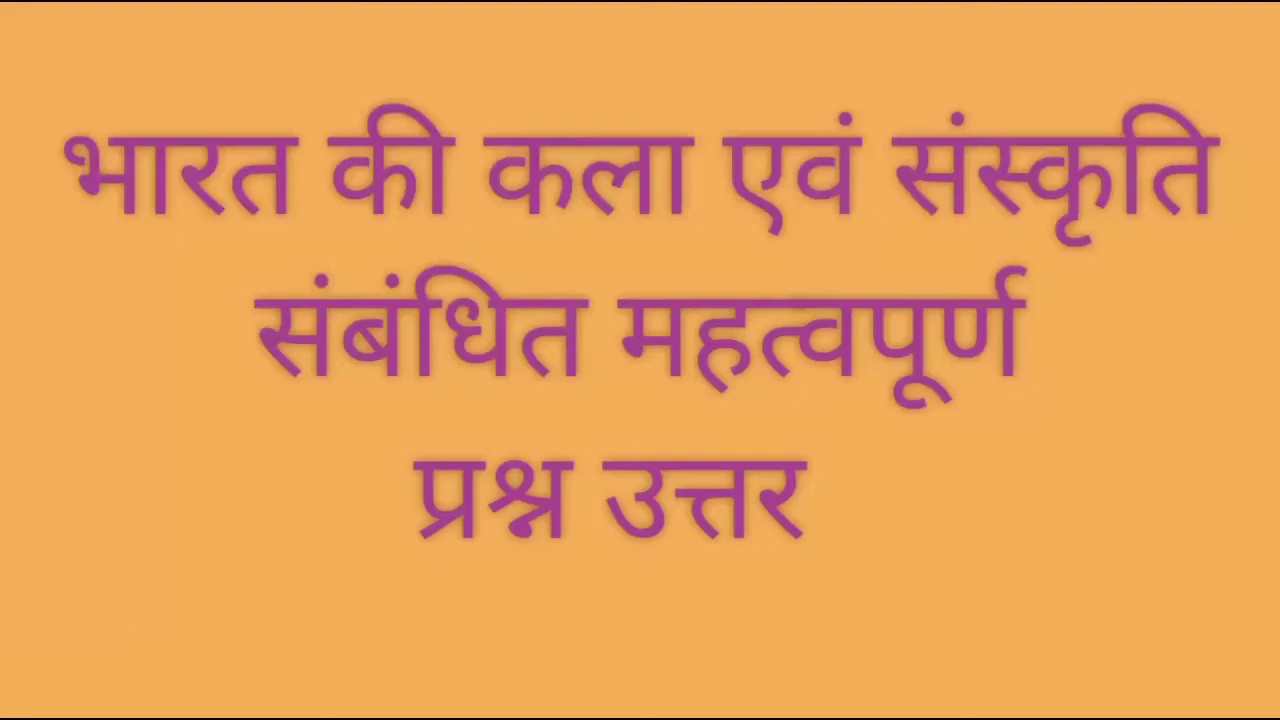 भारत की कला एवं संस्कृति
संबंधित महत्वपूर्ण
प्रश्न उत्तर